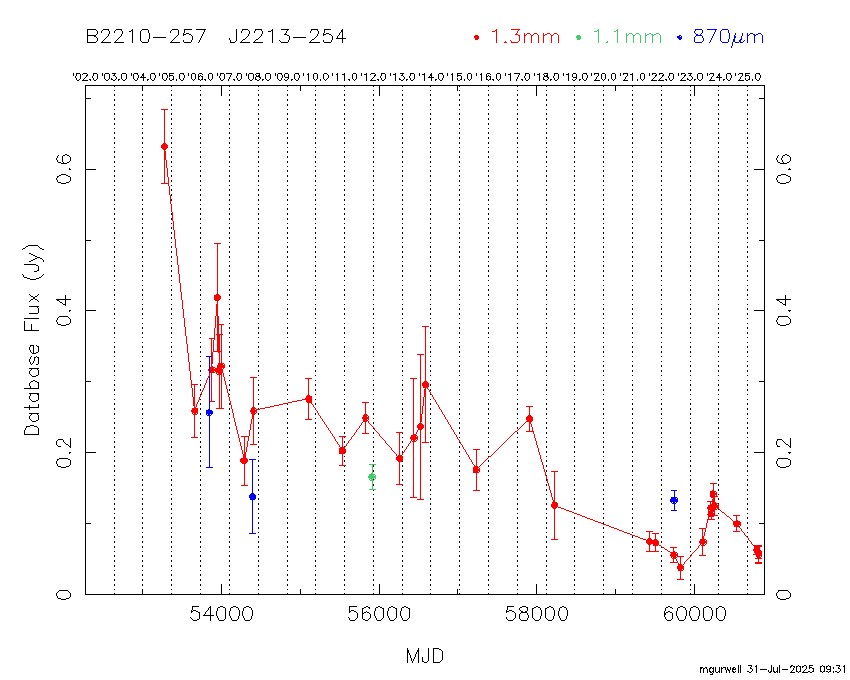 B2210-257 J2213-254 1.3mm 1.1mm 870μm
'02.0 '03.0 '04.0 '05.0 '06.0 '07.0 '08.0 '09.0 '10.0 '11.0 '12.0 '13.0 '14.0 '15.0 '16.0 '17.0 '18.0 '19.0 '20.0 '21.0 '22.0 '23.0 '24.0 '25.0
0.6 0.6
0.4 0.4
Database Flux (Jy)
0.2 0.2
0 0
54000 56000 58000 60000
MJD
mgurwell 31-Jul-2025 09:31